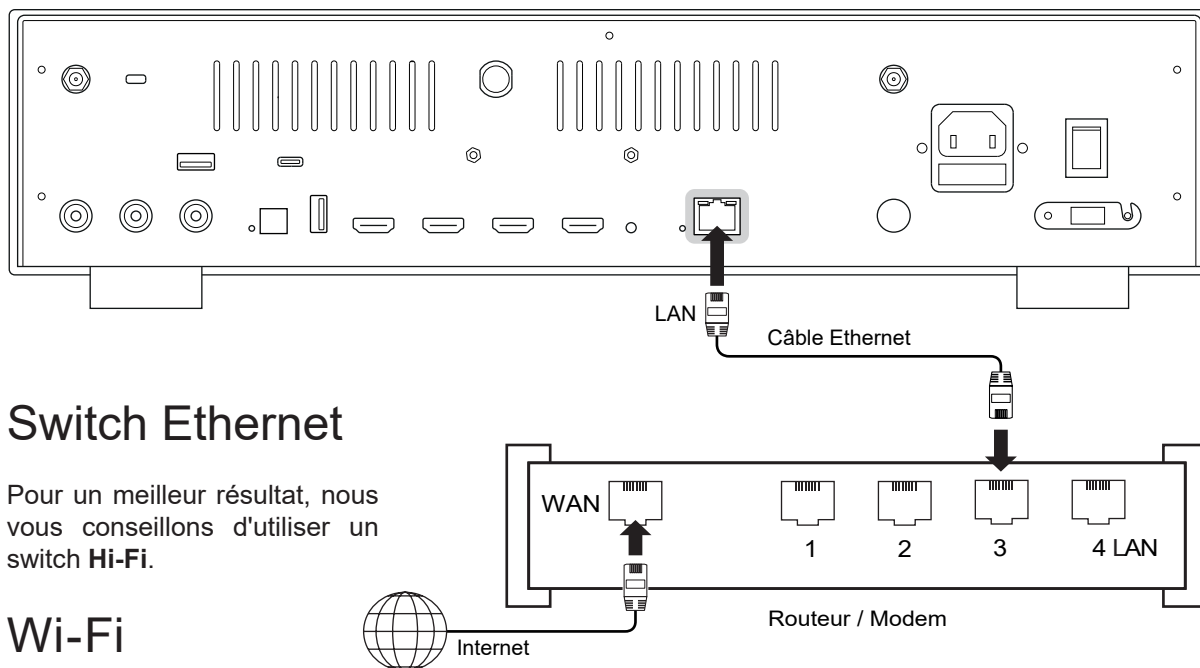 LAN
Câble Ethernet
Switch Ethernet
Pour un meilleur résultat, nous
vous conseillons d'utiliser un
switch Hi-Fi.
WAN
1
2
3
4 LAN
Routeur / Modem
Wi-Fi
Internet